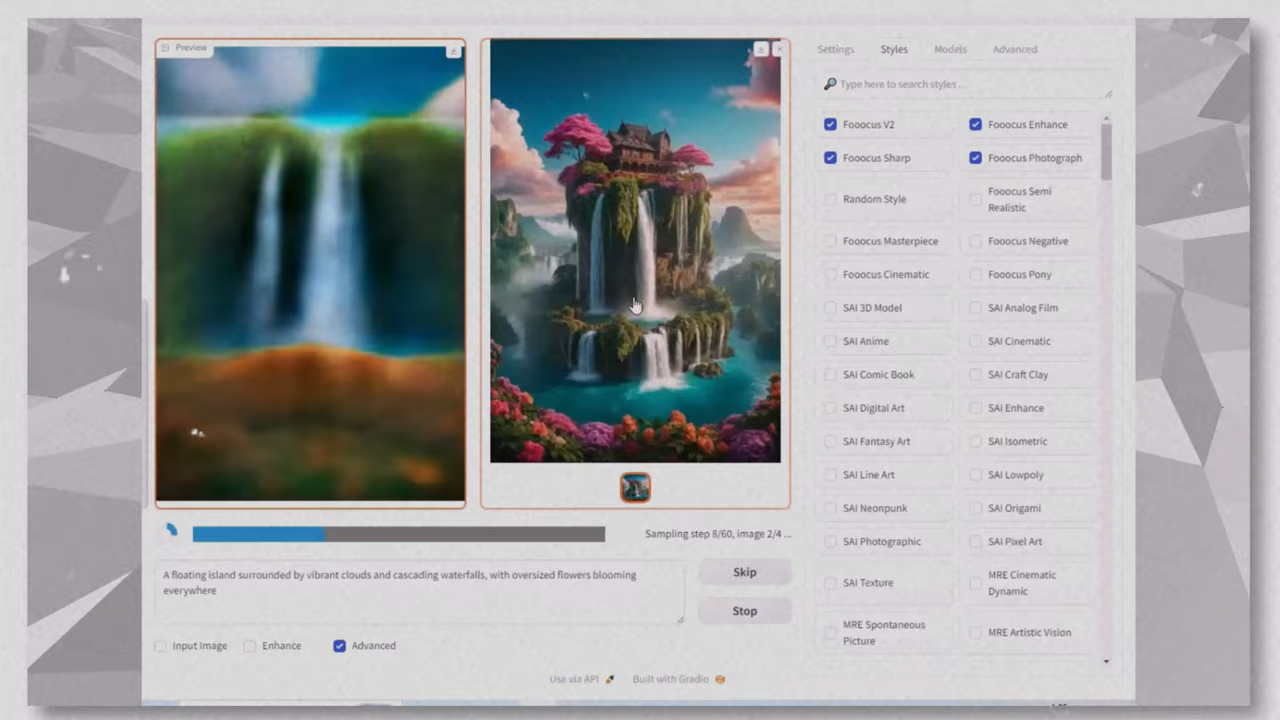 Preview
Settings
Styles
Models
Advanced
Type here to search styles ...
Fooocus V2
Fooocus Enhance
Fooocus Sharp
Fooocus Photograph
Random Style
Fooocus Semi
Realistic
Fooocus Masterpiece
Fooocus Negative
Fooocus Cinematic
Fooocus Pony
SAI 3D Model
SAI Analog Film
SAI Anime
SAI Cinematic
SAI Comic Book
SAI Craft Clay
SAI Digital Art
SAI Enhance
SAI Fantasy Art
SAI Isometric
SAI Line Art
SAI Lowpoly
SAI Neonpunk
SAI Origami
SAI Photographic
SAI Pixel Art
SAI Texture
MRE Cinematic
Dynamic
MRE Spontaneous
Picture
MRE Artistic Vision
Sampling step 8/60, image 2/4 ...
A floating island surrounded by vibrant clouds and cascading waterfalls, with oversized flowers blooming
everywhere
Skip
Stop
Input Image
Enhance
Advanced
Use via API
Built with Gradio